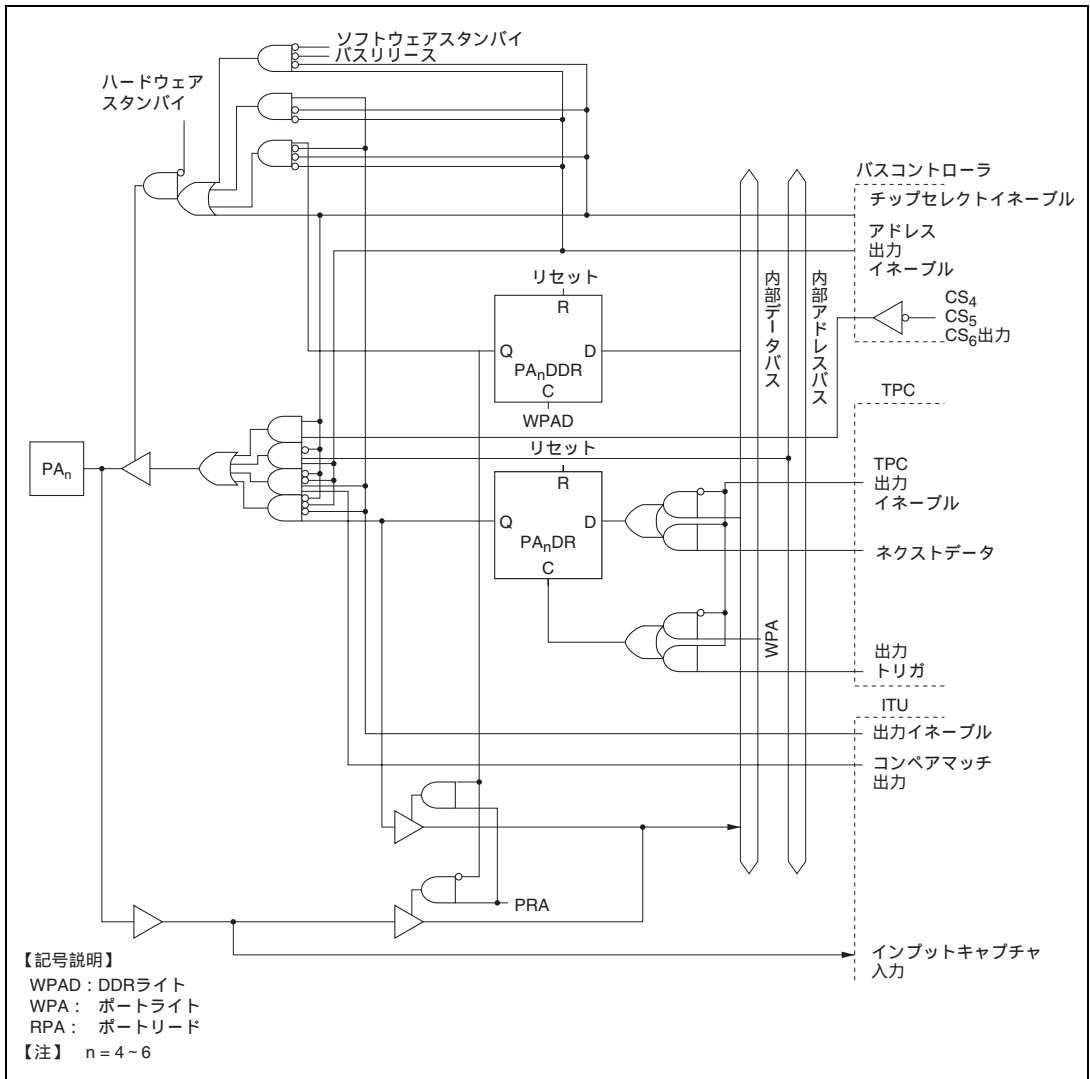 ソフトウェアスタンバイ
バスリリース
ハードウェア
スタンバイ
バスコントローラ
チップセレクトイネーブル
アドレス
出力
イネーブル
CS4
CS5
CS6出力
内部データバス
内部アドレスバス
リセット
R
Q
D
PAnDDR
C
WPAD
TPC
リセット
R
Q
D
PAnDR
C
PAn
TPC
出力
イネーブル
ネクストデータ
WPA
出力
トリガ
ITU
出力イネーブル
コンペアマッチ
出力
PRA
インプットキャプチャ
入力
【記号説明】
WPAD : DDRライト
WPA : ポートライト
RPA : ポートリード
【注】 n = 4 ~ 6